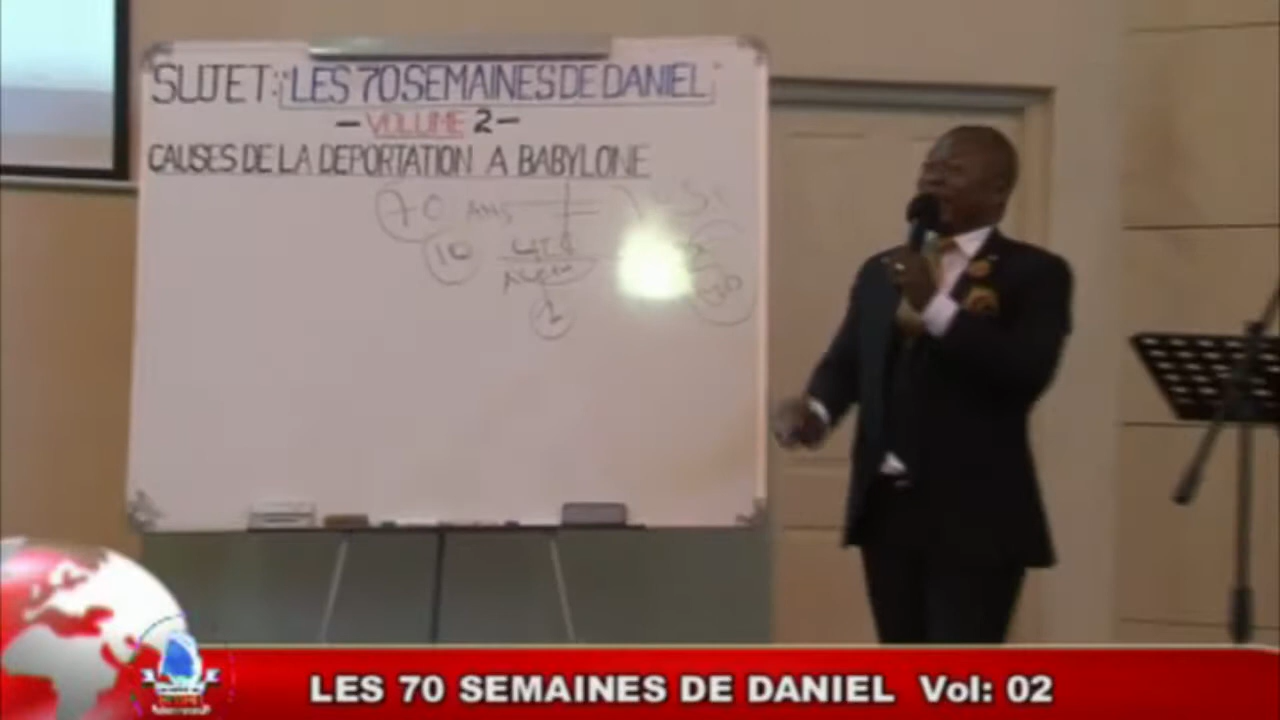 SUJET: "LES 70 SEMAINES DE DANIEL"
- VOLUME 2 -
CAUSES DE LA DEPORTATION A BABYLONE
70 ans
10
LES 70 SEMAINES DE DANIEL Vol: 02